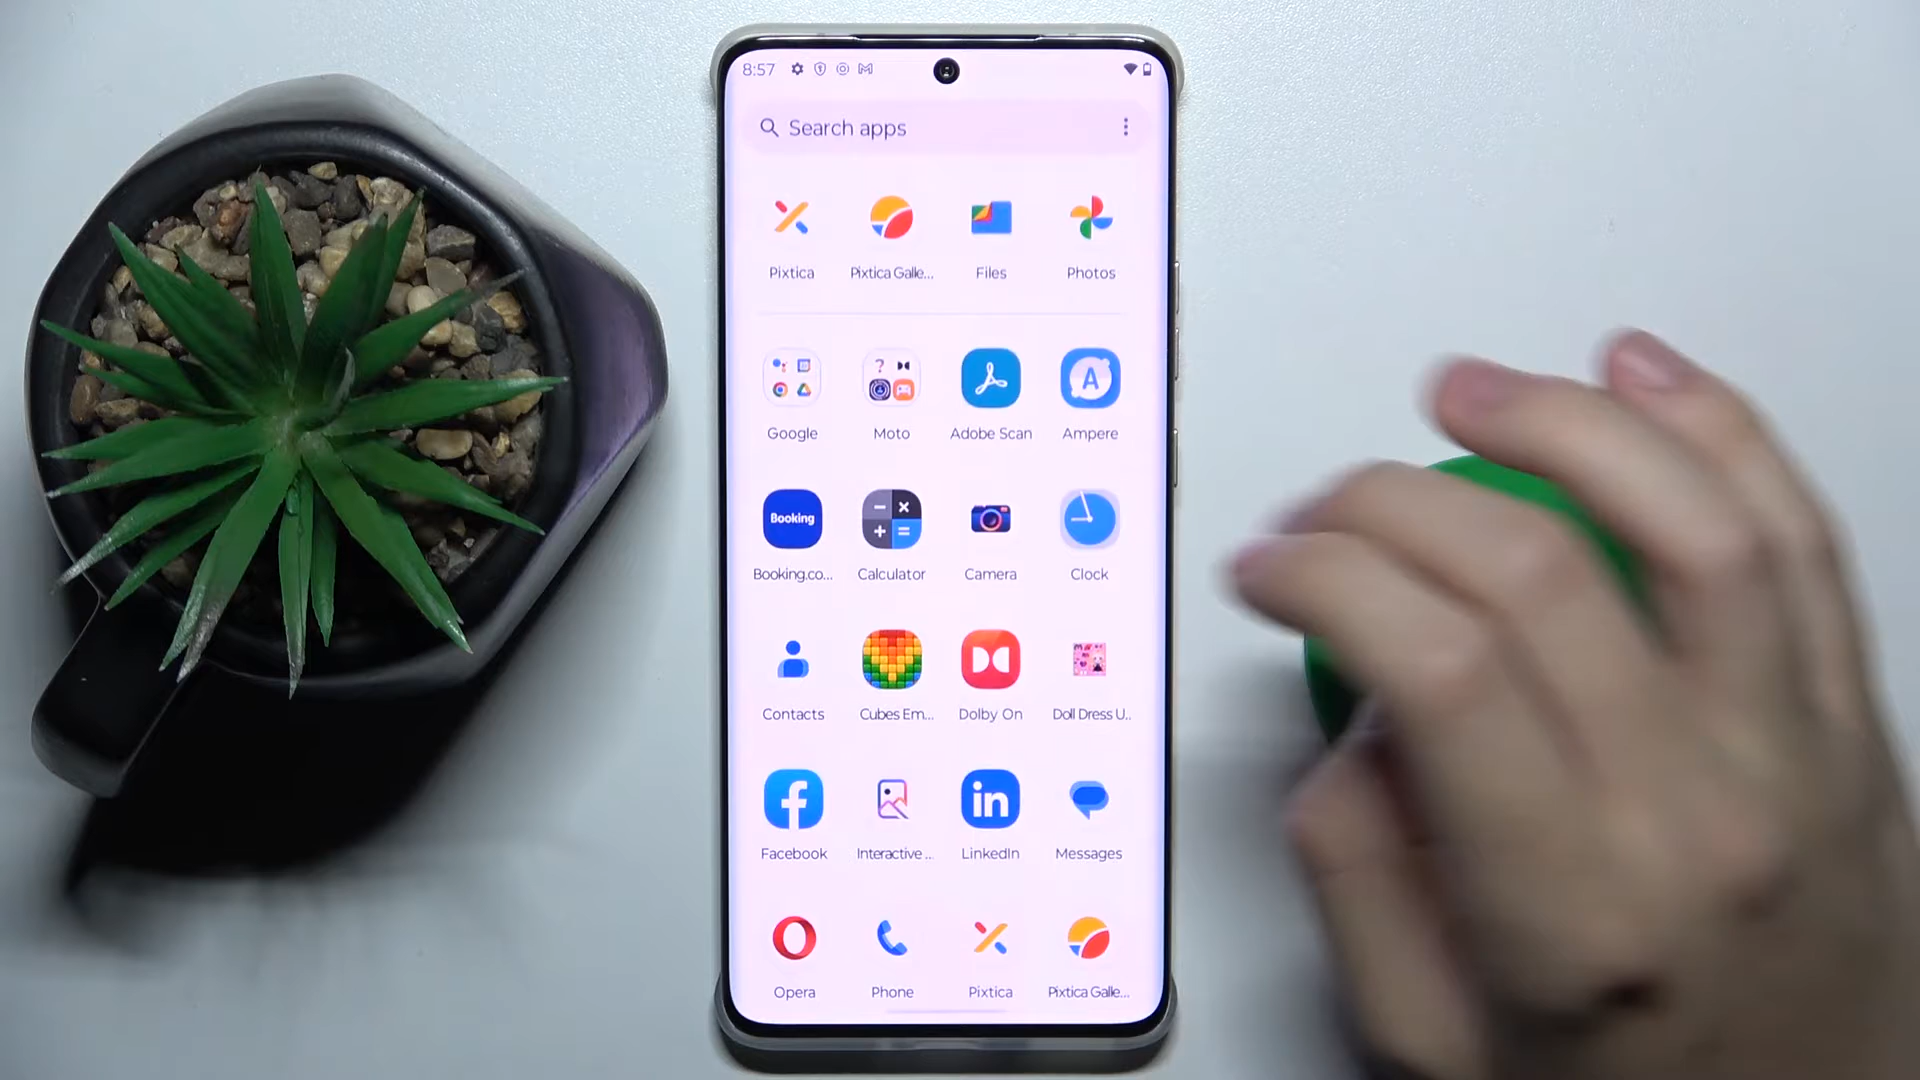 8:57
Search apps
Pixtica Pixtica Galle... Files Photos
Google Moto Adobe Scan Ampere
Booking
Booking.co... Calculator Camera Clock
Contacts Cubes Em... Dolby On Doll Dress U..
Facebook Interactive ... LinkedIn Messages
Opera Phone Pixtica Pixtica Galle...